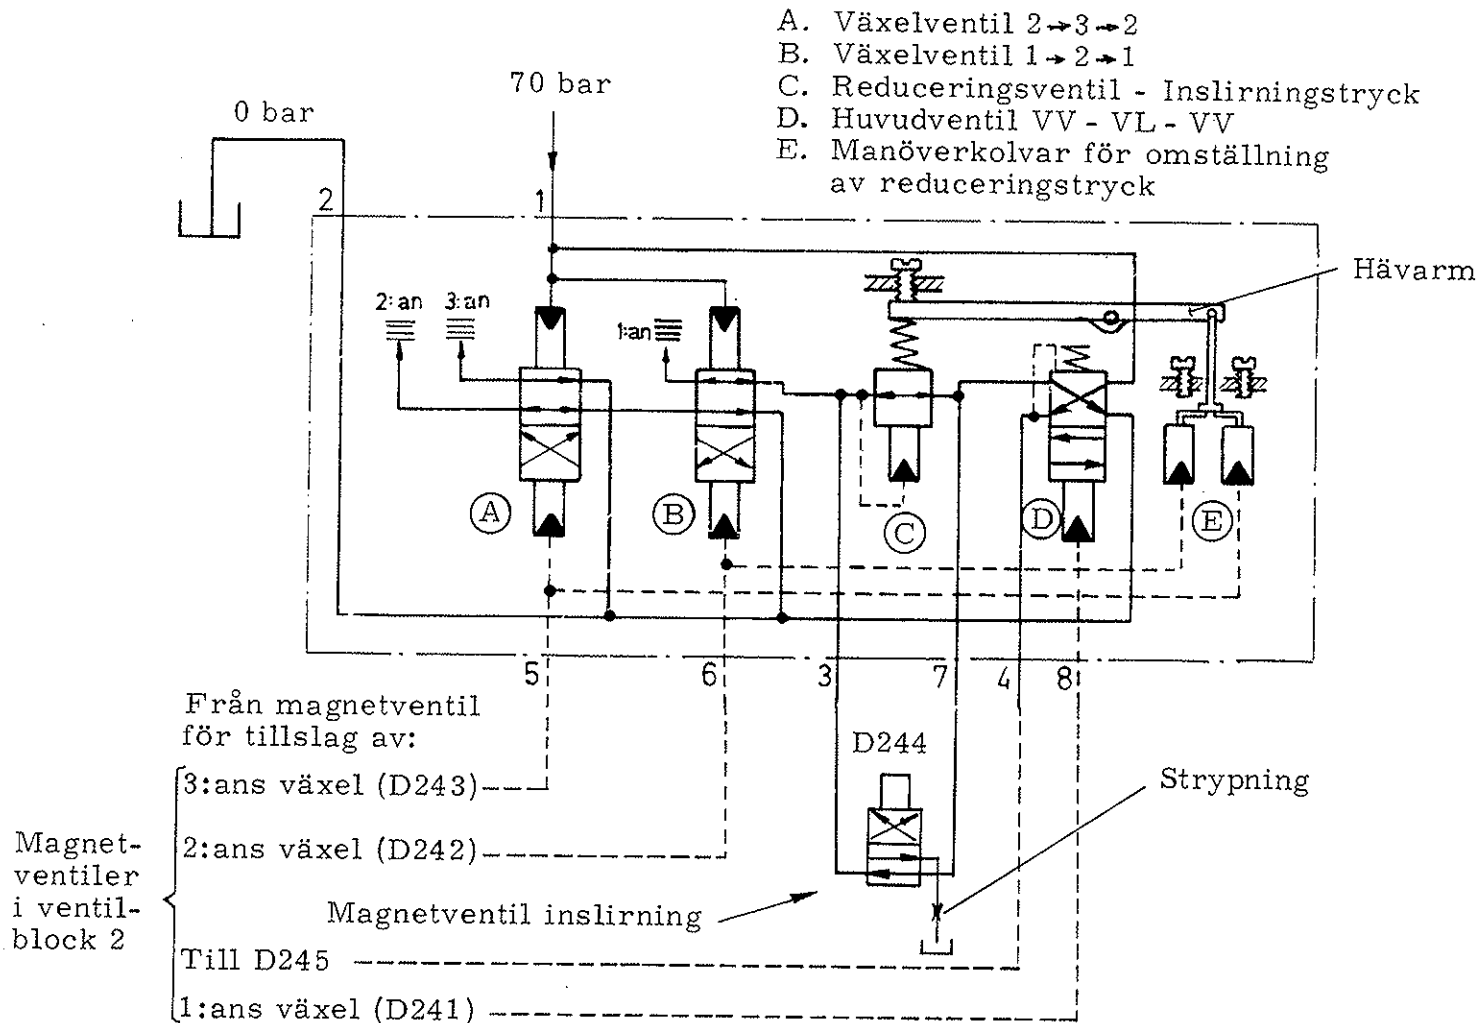 A. Växelventil 2→3→2
B. Växelventil 1→2→1
C. Reduceringsventil - Inslirningstryck
D. Huvudventil VV - VL - VV
E. Manöverkolvar för omställning
av reduceringstryck
70 bar
0 bar
2
1
Hävarm
2:an
3:an
1:an
A
B
C
D
E
5
6
3
7
4
8
Från magnetventil
för tillslag av:
D244
3:ans växel (D243)
Strypning
Magnet-
ventiler
i ventil-
block 2
2:ans växel (D242)
Magnetventil inslirning
Till D245
1:ans växel (D241)